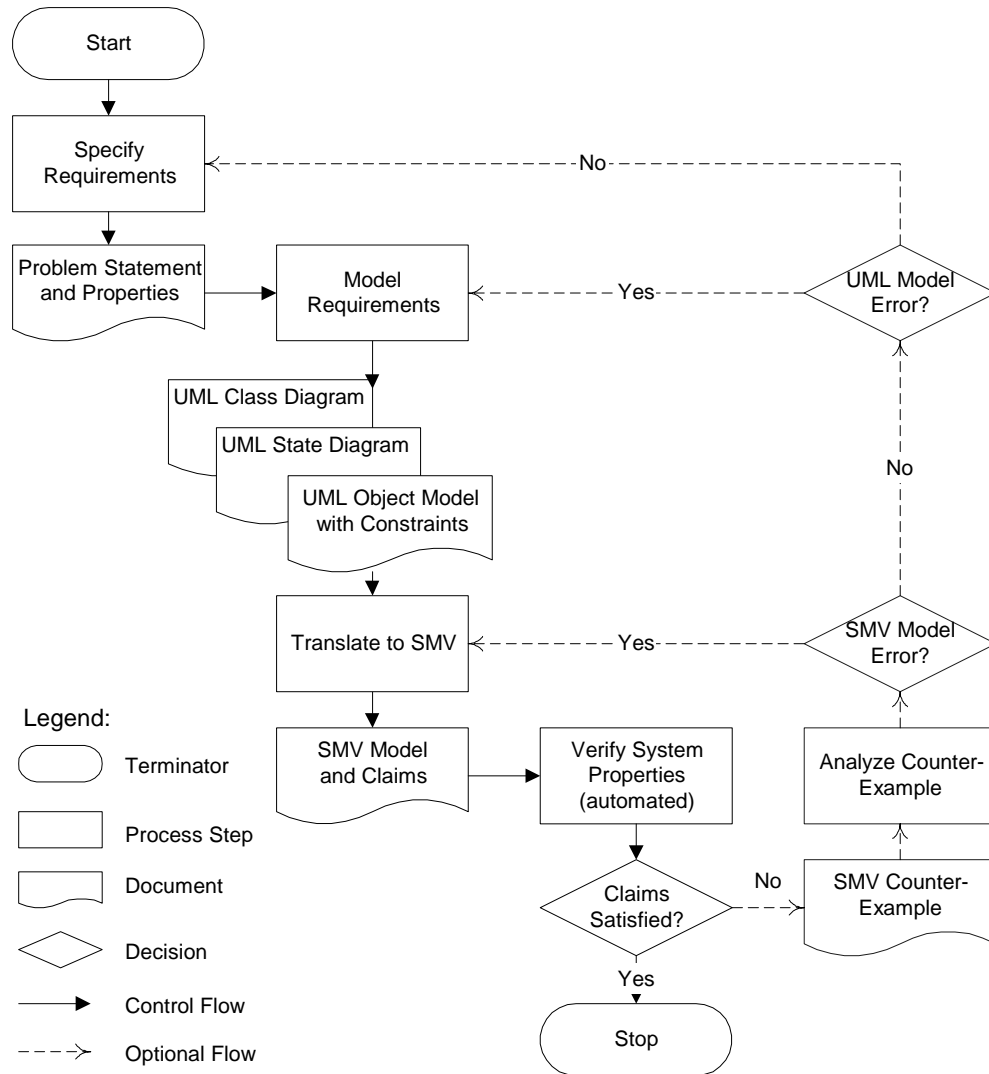 Start
Specify
Requirements
No
Problem Statement
and Properties
Model
Requirements
Yes
UML Model
Error?
UML Class Diagram
UML State Diagram
UML Object Model
with Constraints
No
Translate to SMV
Yes
SMV Model
Error?
Legend:
Terminator
Process Step
Document
Decision
Control Flow
Optional Flow
SMV Model
and Claims
Verify System
Properties
(automated)
Analyze Counter-
Example
Claims
Satisfied?
No
SMV Counter-
Example
Yes
Stop